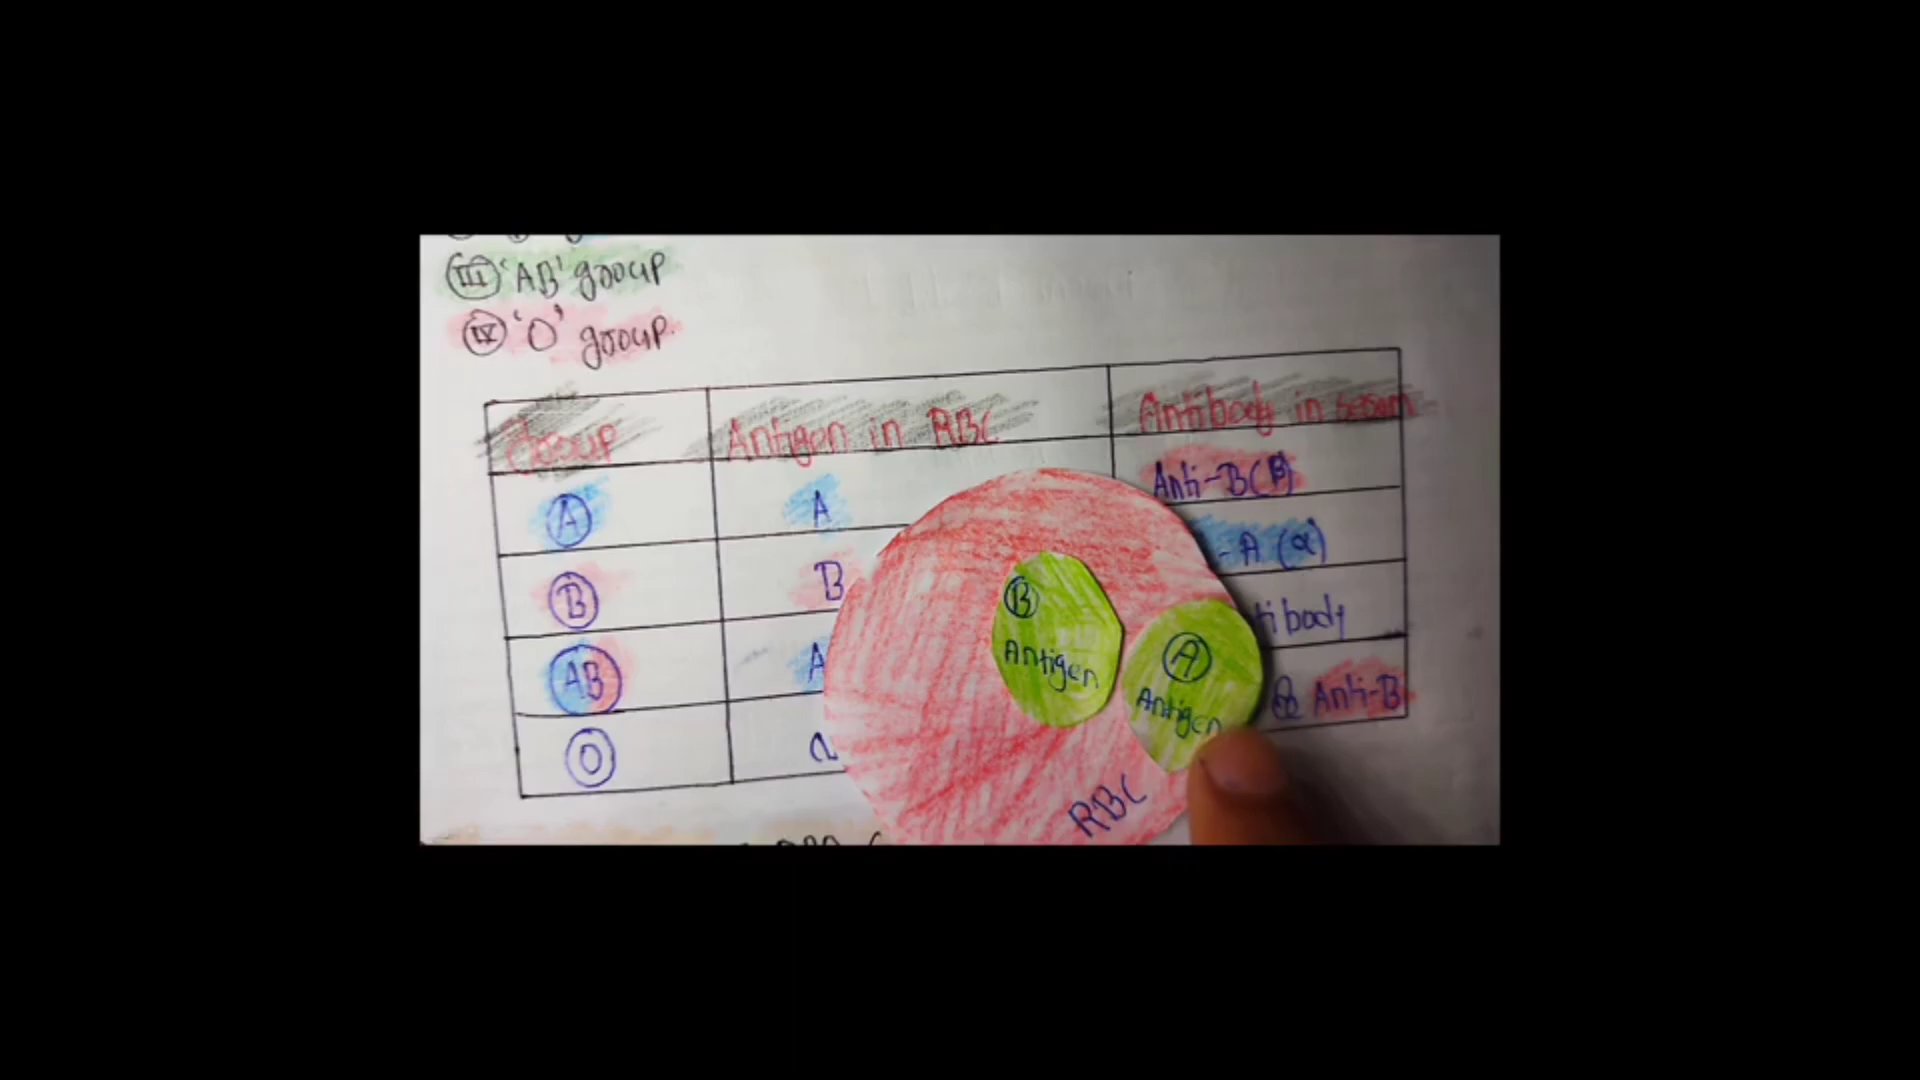 III 'AB' group
IV 'O' group.
Group Antigen in RBC Antibody in serum
A A Anti-B(β)
B B - A (α)
AB A tibody
O Anti-B
B
Antigen
A
Antigen
RBC